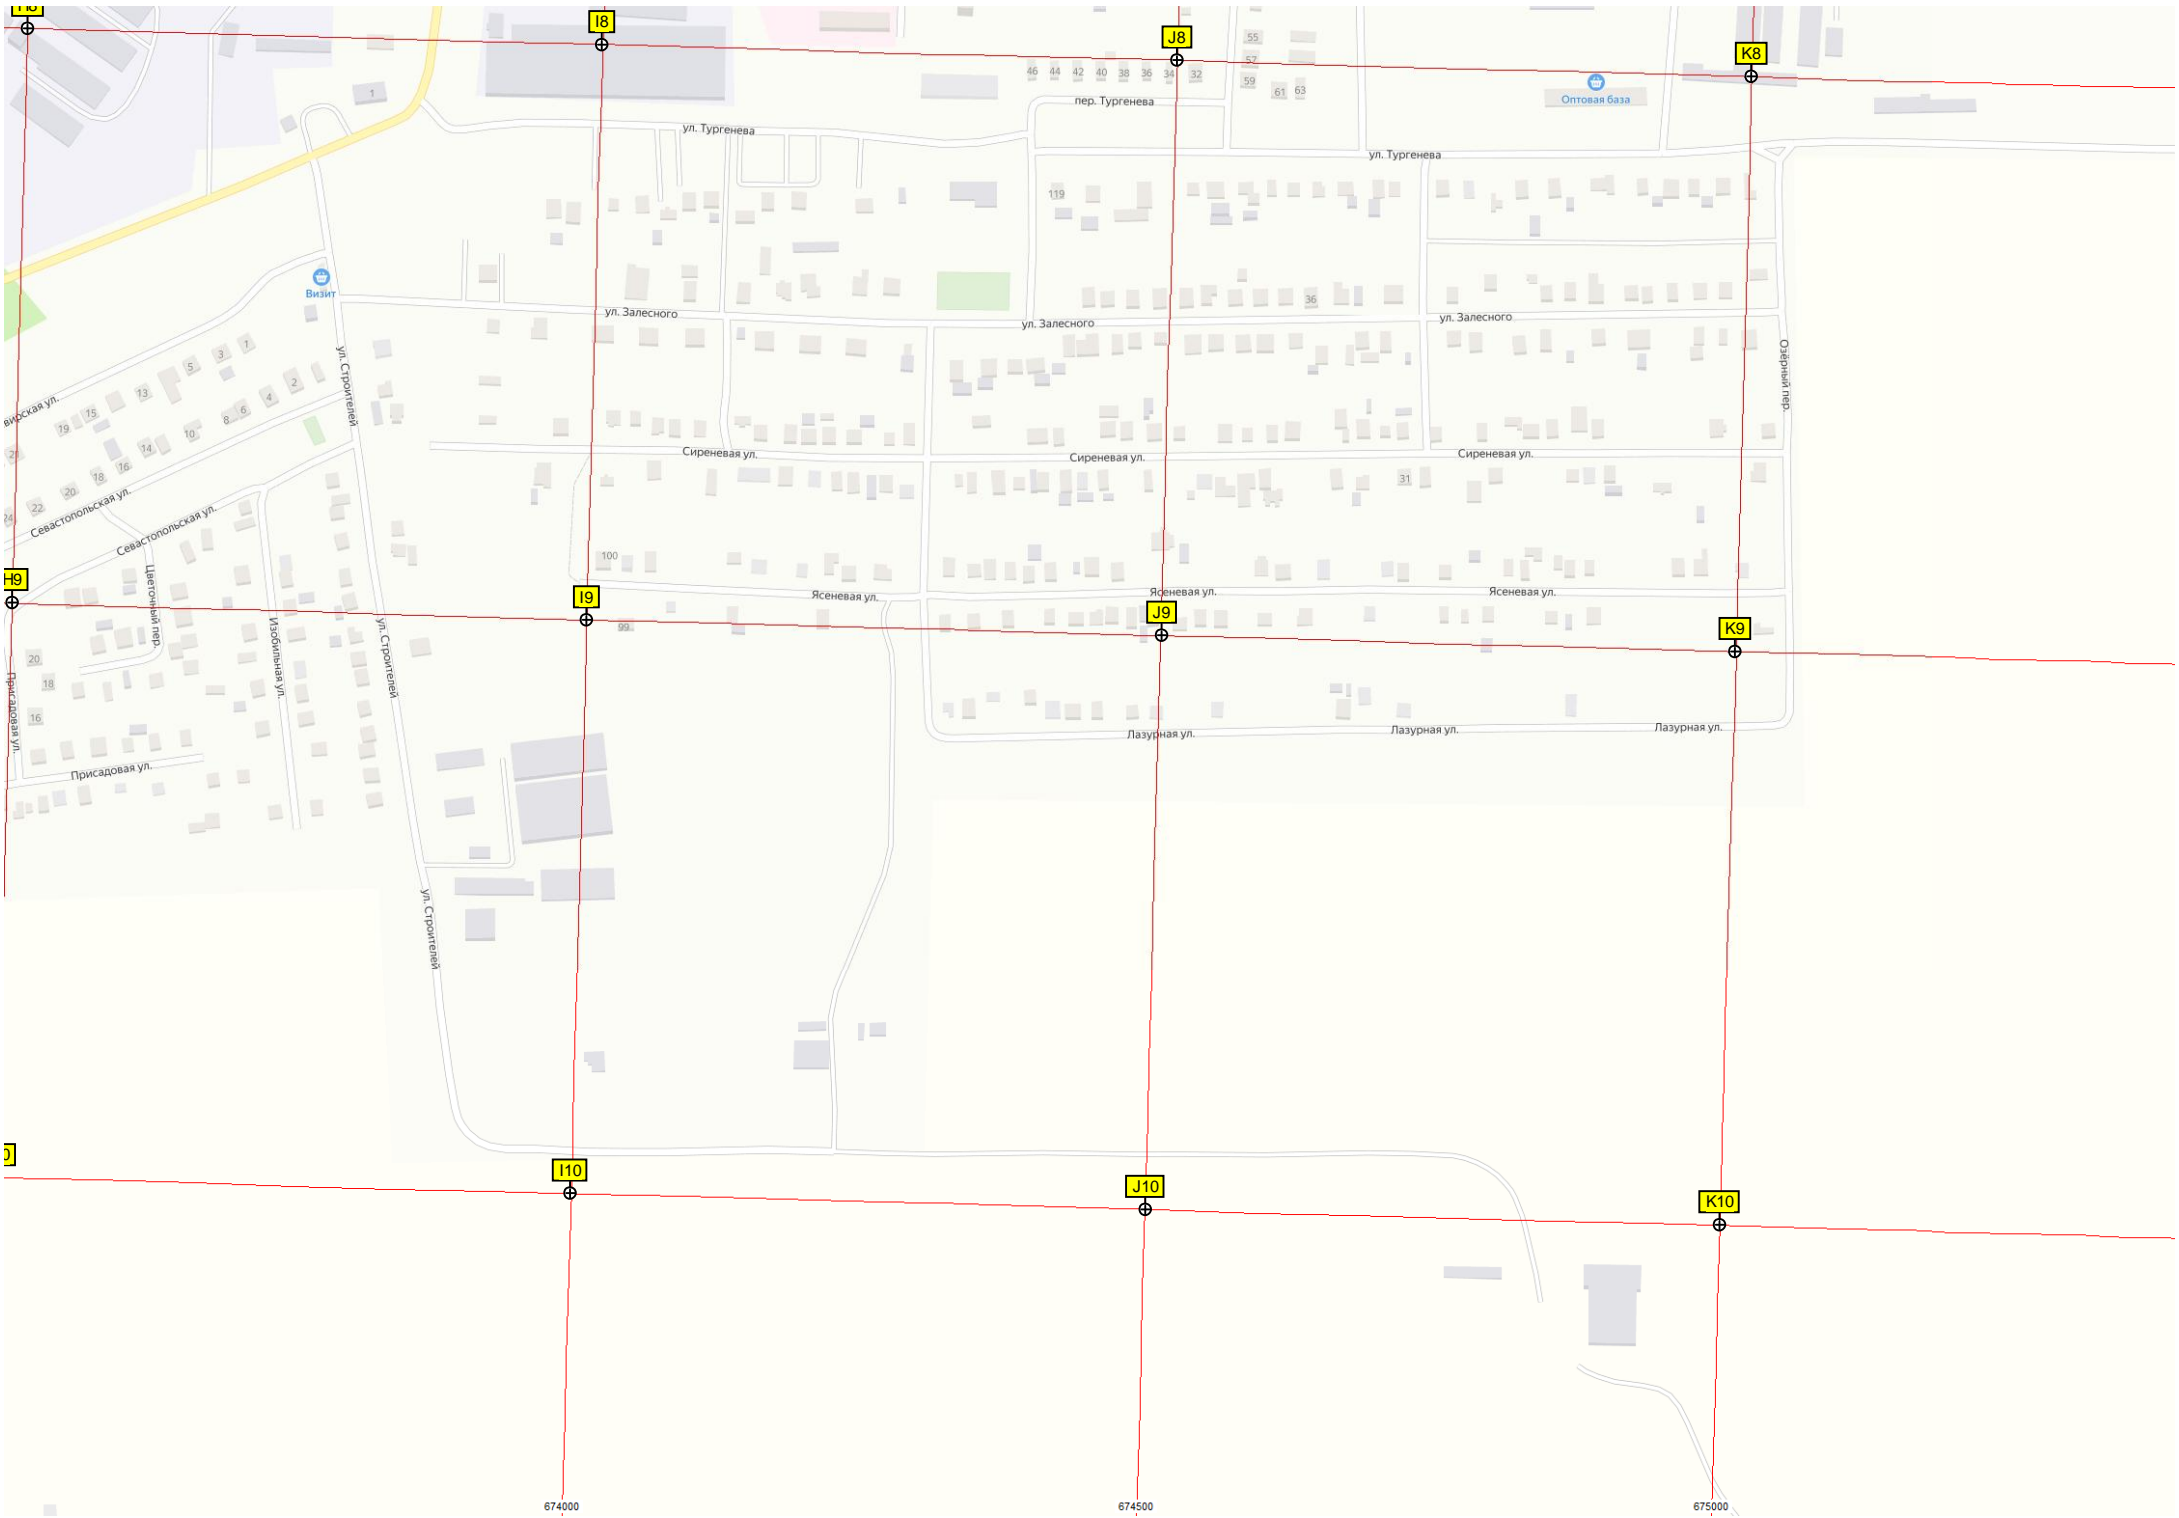 H8
I8
J8
K8
55
57
59
61
63
46
44
42
40
38
36
34
32
1
пер. Тургенева
Оптовая база
ул. Тургенева
ул. Тургенева
119
Визит
36
ул. Залесного
ул. Залесного
ул. Залесного
ул. Строителей
Озёрный пер.
1
3
5
13
15
19
2
4
6
8
10
14
16
18
20
22
24
Сиреневая ул.
Сиреневая ул.
Сиреневая ул.
31
Севастопольская ул.
Севастопольская ул.
100
H9
I9
J9
K9
Цветочный пер.
Ясеневая ул.
Ясеневая ул.
Ясеневая ул.
99
Изобильная ул.
ул. Строителей
20
18
16
Присадовая ул.
Присадовая ул.
Лазурная ул.
Лазурная ул.
Лазурная ул.
ул. Строителей
0
I10
J10
K10
674000
674500
675000